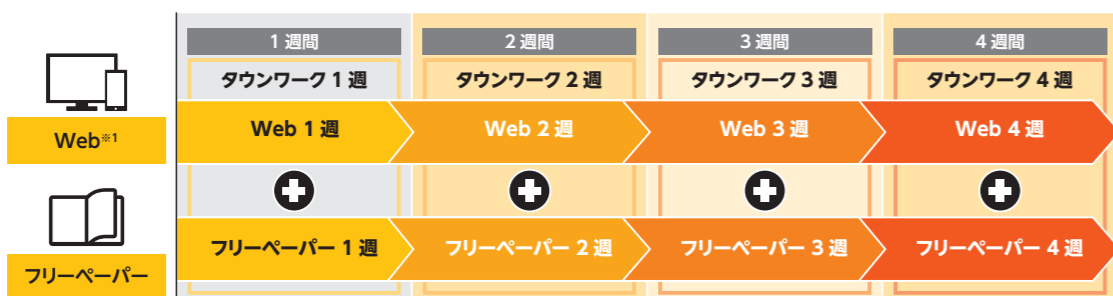 1 週間 2 週間 3 週間 4 週間
タウンワーク 1 週 タウンワーク 2 週 タウンワーク 3 週 タウンワーク 4 週
Web※1 Web 1 週 Web 2 週 Web 3 週 Web 4 週
フリーペーパー 1 週 フリーペーパー 2 週 フリーペーパー 3 週 フリーペーパー 4 週
フリーペーパー